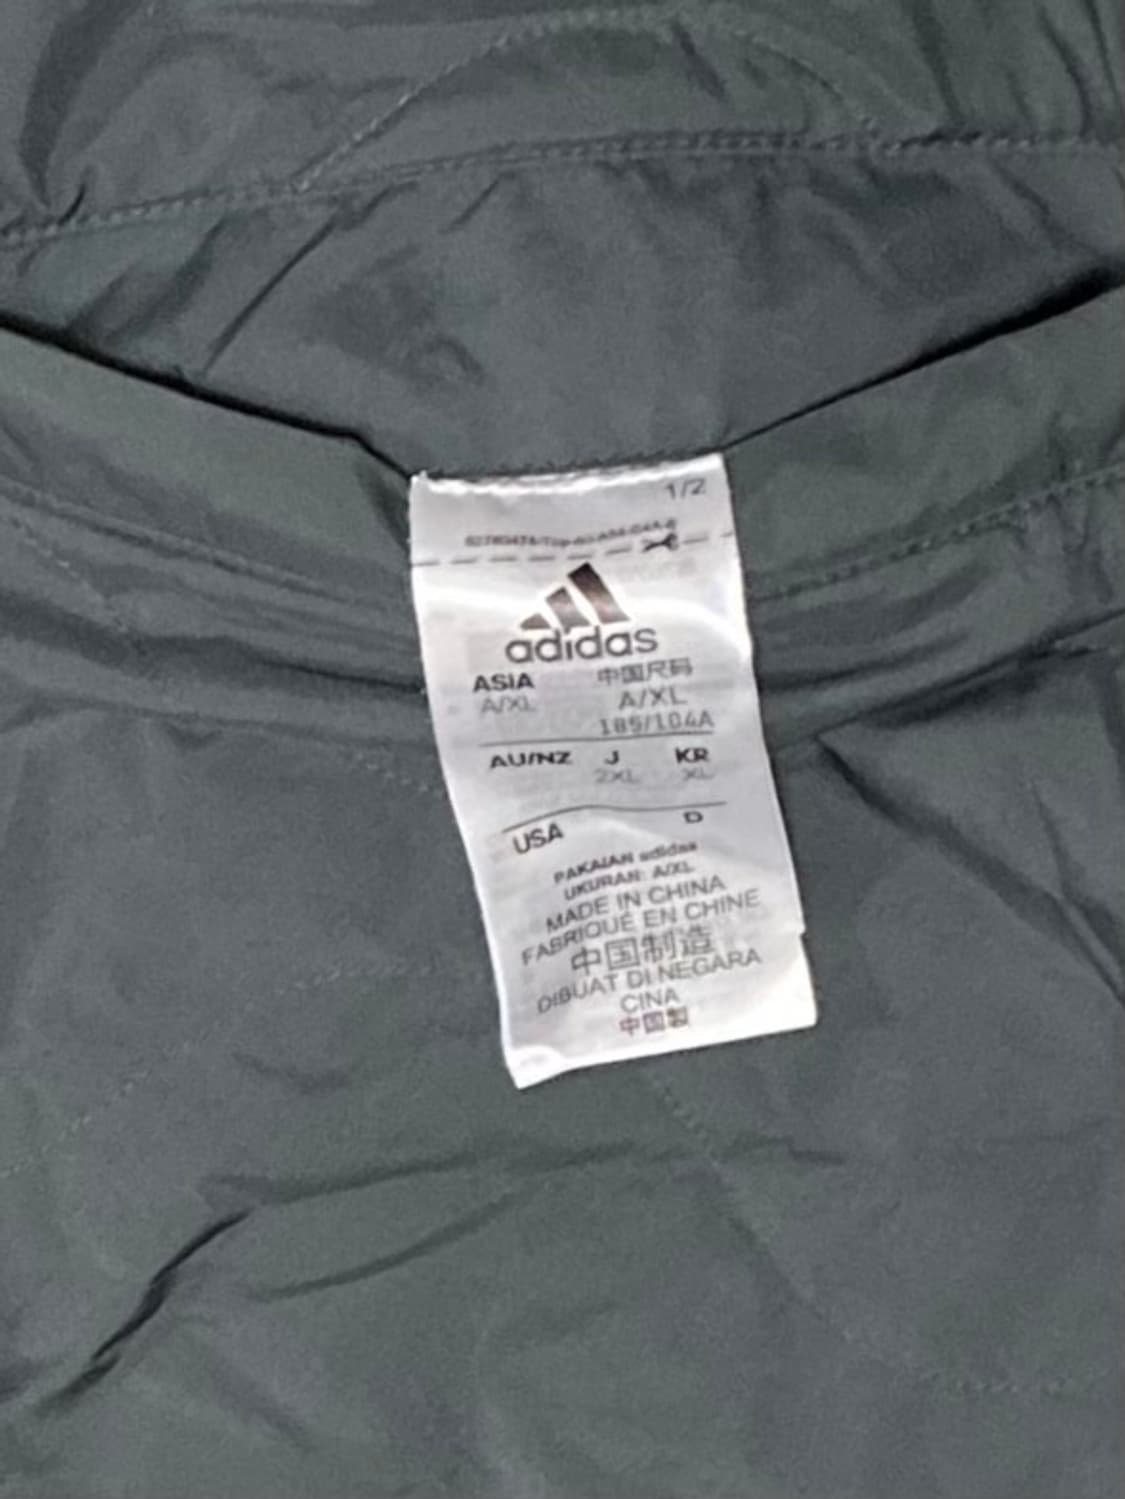 1/2
adidas
ASIA 中国尺码
A/XL A/XL
185/104A
AU/NZ J KR
2XL XL
USA D
PAKAIAN adidas
UKURAN: A/XL
MADE IN CHINA
FABRIQUÉ EN CHINE
中国制造
DIBUAT DI NEGARA
CINA
中国製